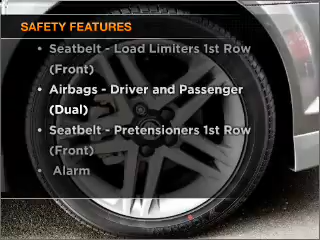 SAFETY FEATURES
• Seatbelt - Load Limiters 1st Row
(Front)
• Airbags - Driver and Passenger
(Dual)
• Seatbelt - Pretensioners 1st Row
(Front)
• Alarm